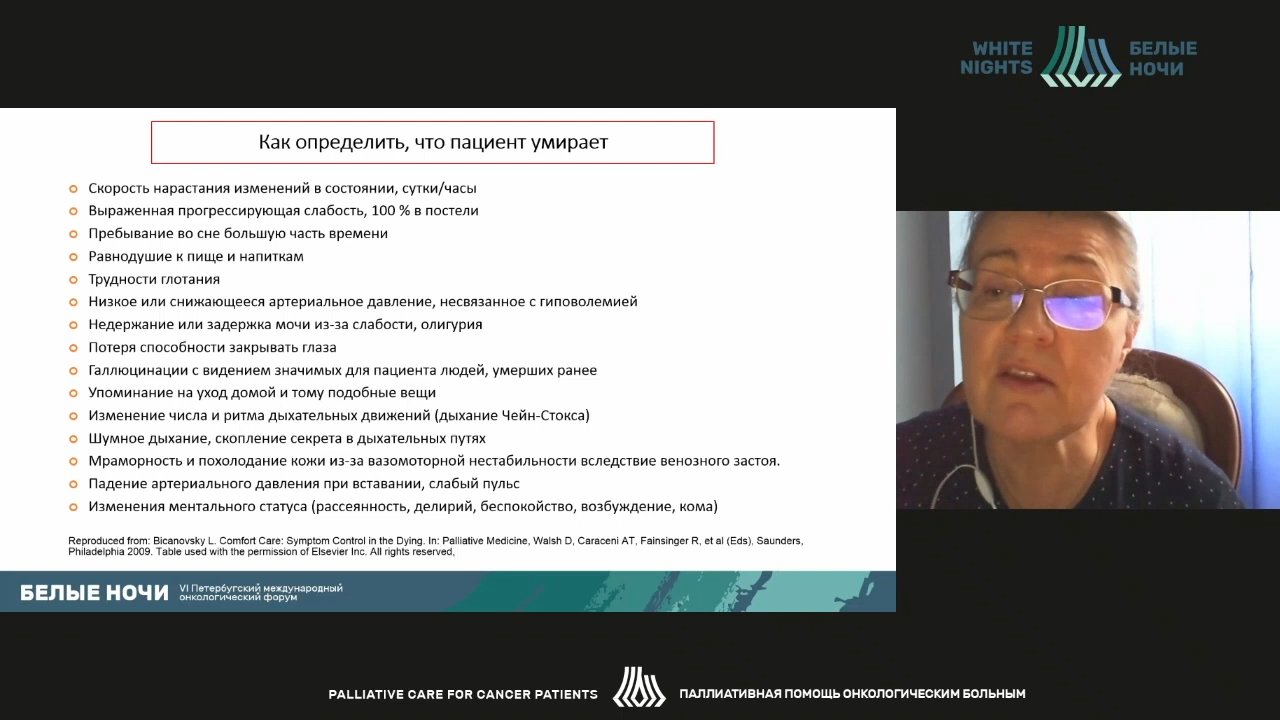 WHITE
NIGHTS
БЕЛЫЕ
НОЧИ
Как определить, что пациент умирает
Скорость нарастания изменений в состоянии, сутки/часы
Выраженная прогрессирующая слабость, 100 % в постели
Пребывание во сне большую часть времени
Равнодушие к пище и напиткам
Трудности глотания
Низкое или снижающееся артериальное давление, несвязанное с гиповолемией
Недержание или задержка мочи из-за слабости, олигурия
Потеря способности закрывать глаза
Галлюцинации с видением значимых для пациента людей, умерших ранее
Упоминание на уход домой и тому подобные вещи
Изменение числа и ритма дыхательных движений (дыхание Чейн-Стокса)
Шумное дыхание, скопление секрета в дыхательных путях
Мраморность и похолодание кожи из-за вазомоторной нестабильности вследствие венозного застоя.
Падение артериального давления при вставании, слабый пульс
Изменения ментального статуса (рассеянность, делирий, беспокойство, возбуждение, кома)
Reproduced from: Bicanovsky L. Comfort Care: Symptom Control in the Dying. In: Palliative Medicine, Walsh D, Caraceni AT, Fainsinger R, et al (Eds), Saunders,
Philadelphia 2009. Table used with the permission of Elsevier Inc. All rights reserved,
БЕЛЫЕ НОЧИ
VI Петербугский международный
онкологический форум
PALLIATIVE CARE FOR CANCER PATIENTS
ПАЛЛИАТИВНАЯ ПОМОЩЬ ОНКОЛОГИЧЕСКИМ БОЛЬНЫМ